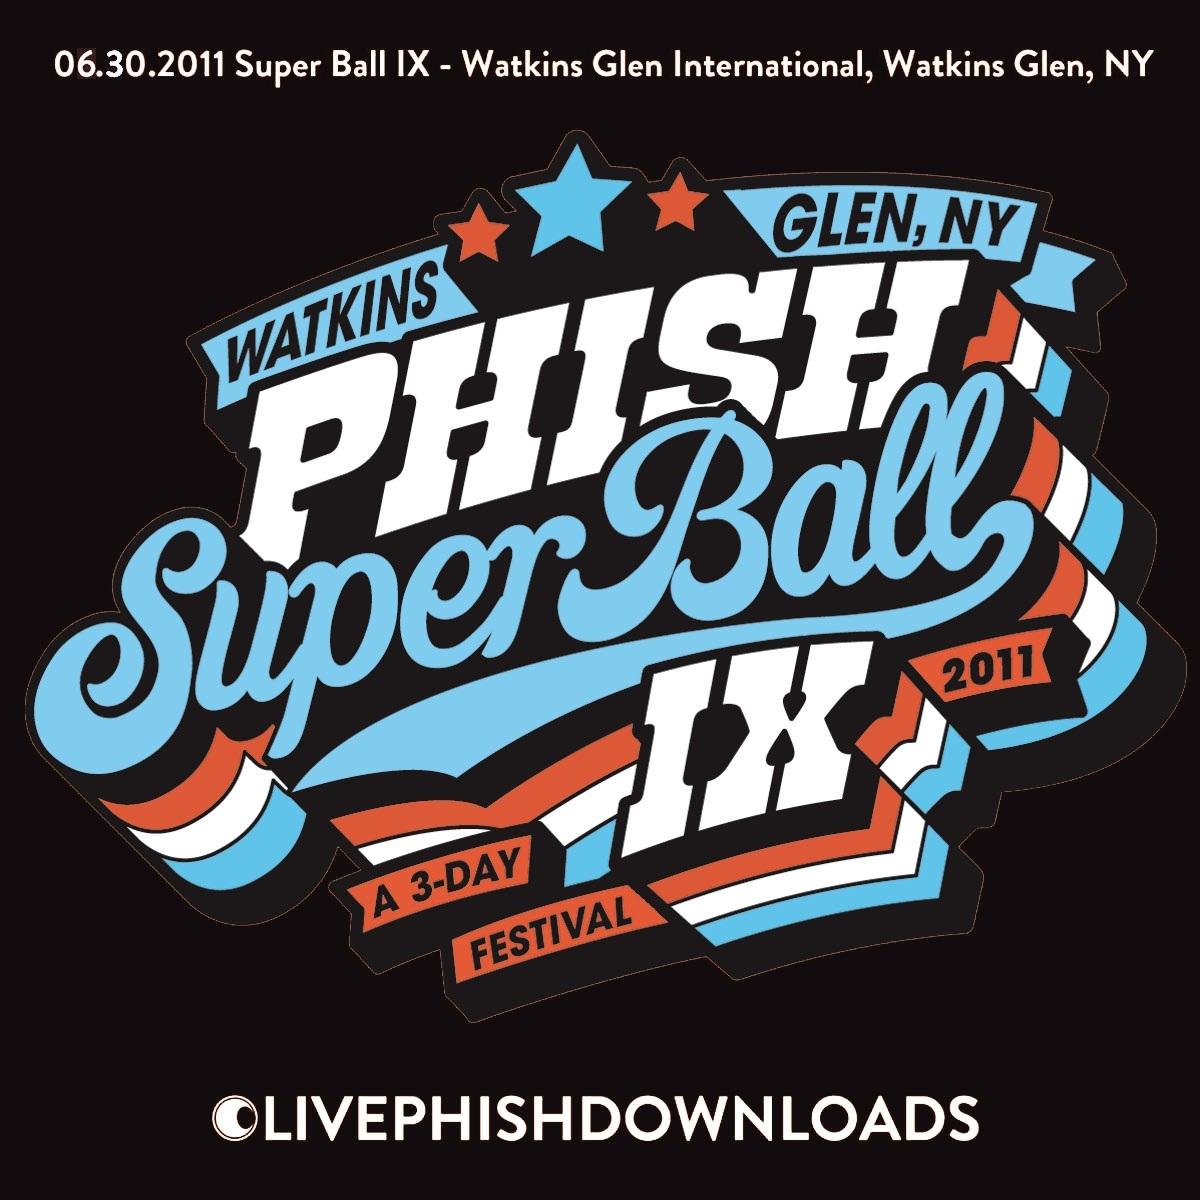 06.30.2011 Super Ball IX - Watkins Glen International, Watkins Glen, NY
WATKINS GLEN, NY
PHISH
Super Ball
IX
2011
A 3-DAY
FESTIVAL
LIVEPHISHDOWNLOADS